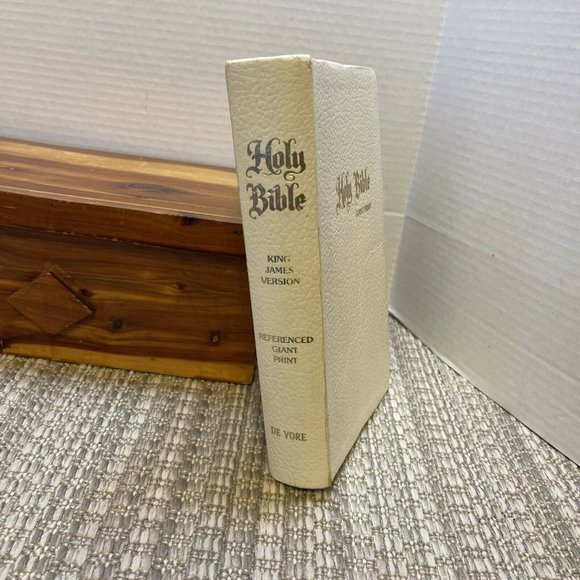 Holy
Bible
KING
JAMES
VERSION
REFERENCED
GIANT
PRINT
DE VORE
Holy Bible